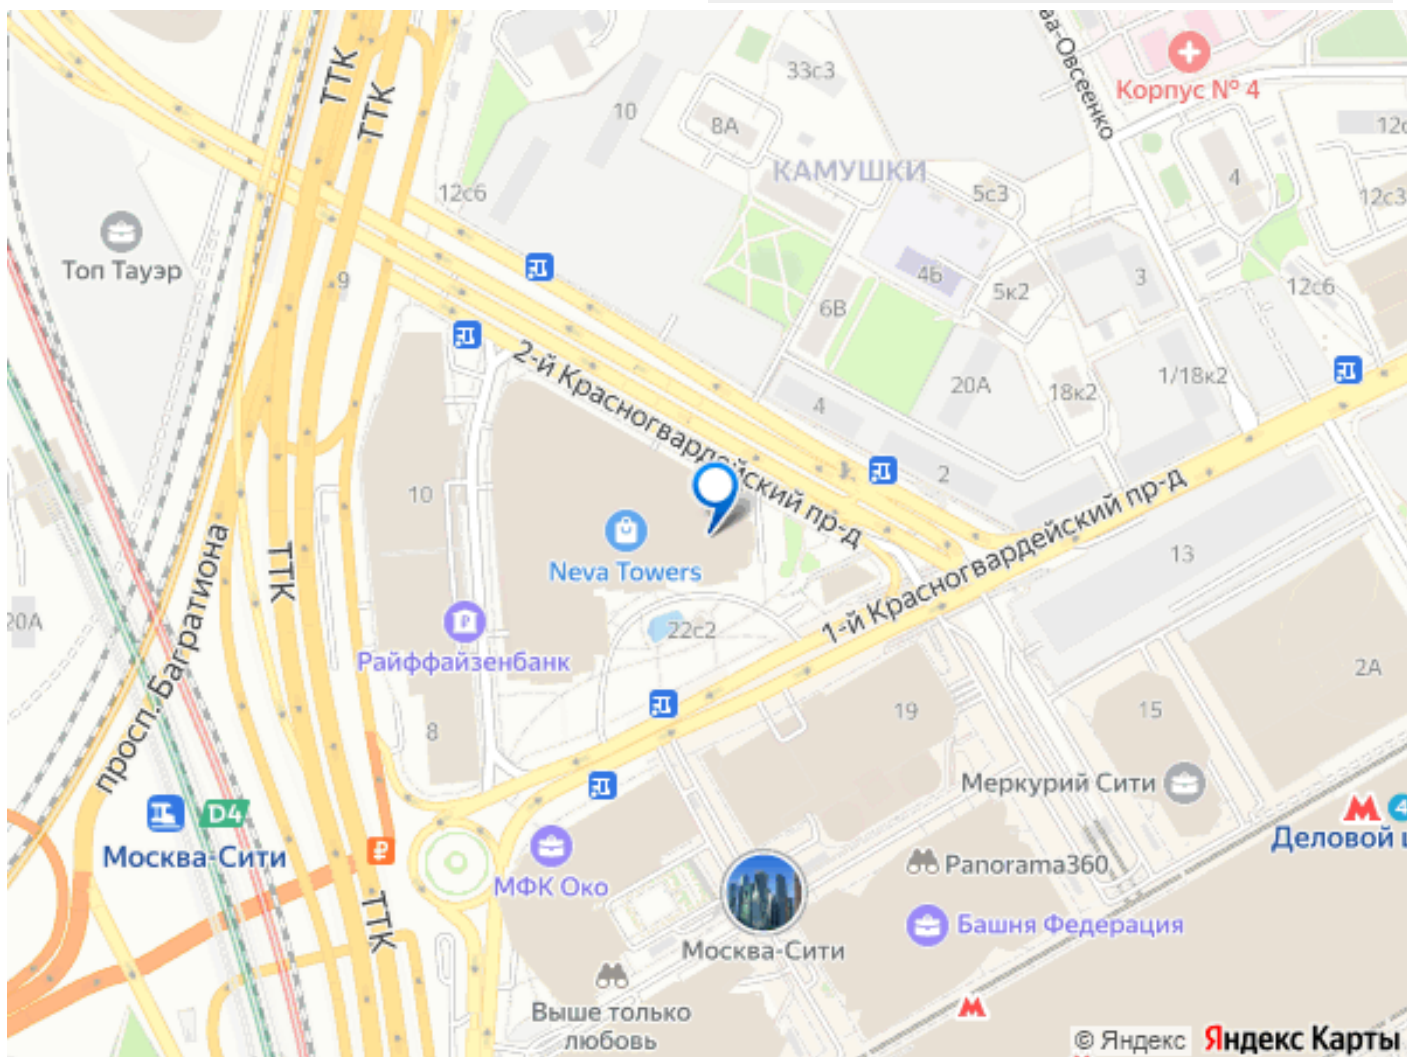 ва-Овсеенко
Корпус № 4
ТТК
ТТК
33с3
10
8А
12с
КАМУШКИ
4
12с6
5с3
12с3
Топ Тауэр
9
4б
5к2
3
12с6
6В
2-й Красногвардейский пр-д
4
20А
18к2
1/18к2
10
2
1-й Красногвардейский пр-д
13
Neva Towers
просп. Багратиона
ТТК
20А
22с2
Райффайзенбанк
2А
8
19
15
Меркурий Сити
D4
Москва-Сити
₽
М 4
Деловой ц
МФК Око
Panorama360
ТТК
Башня Федерация
Москва-Сити
М
Выше только
любовь
© Яндекс Яндекс Карты